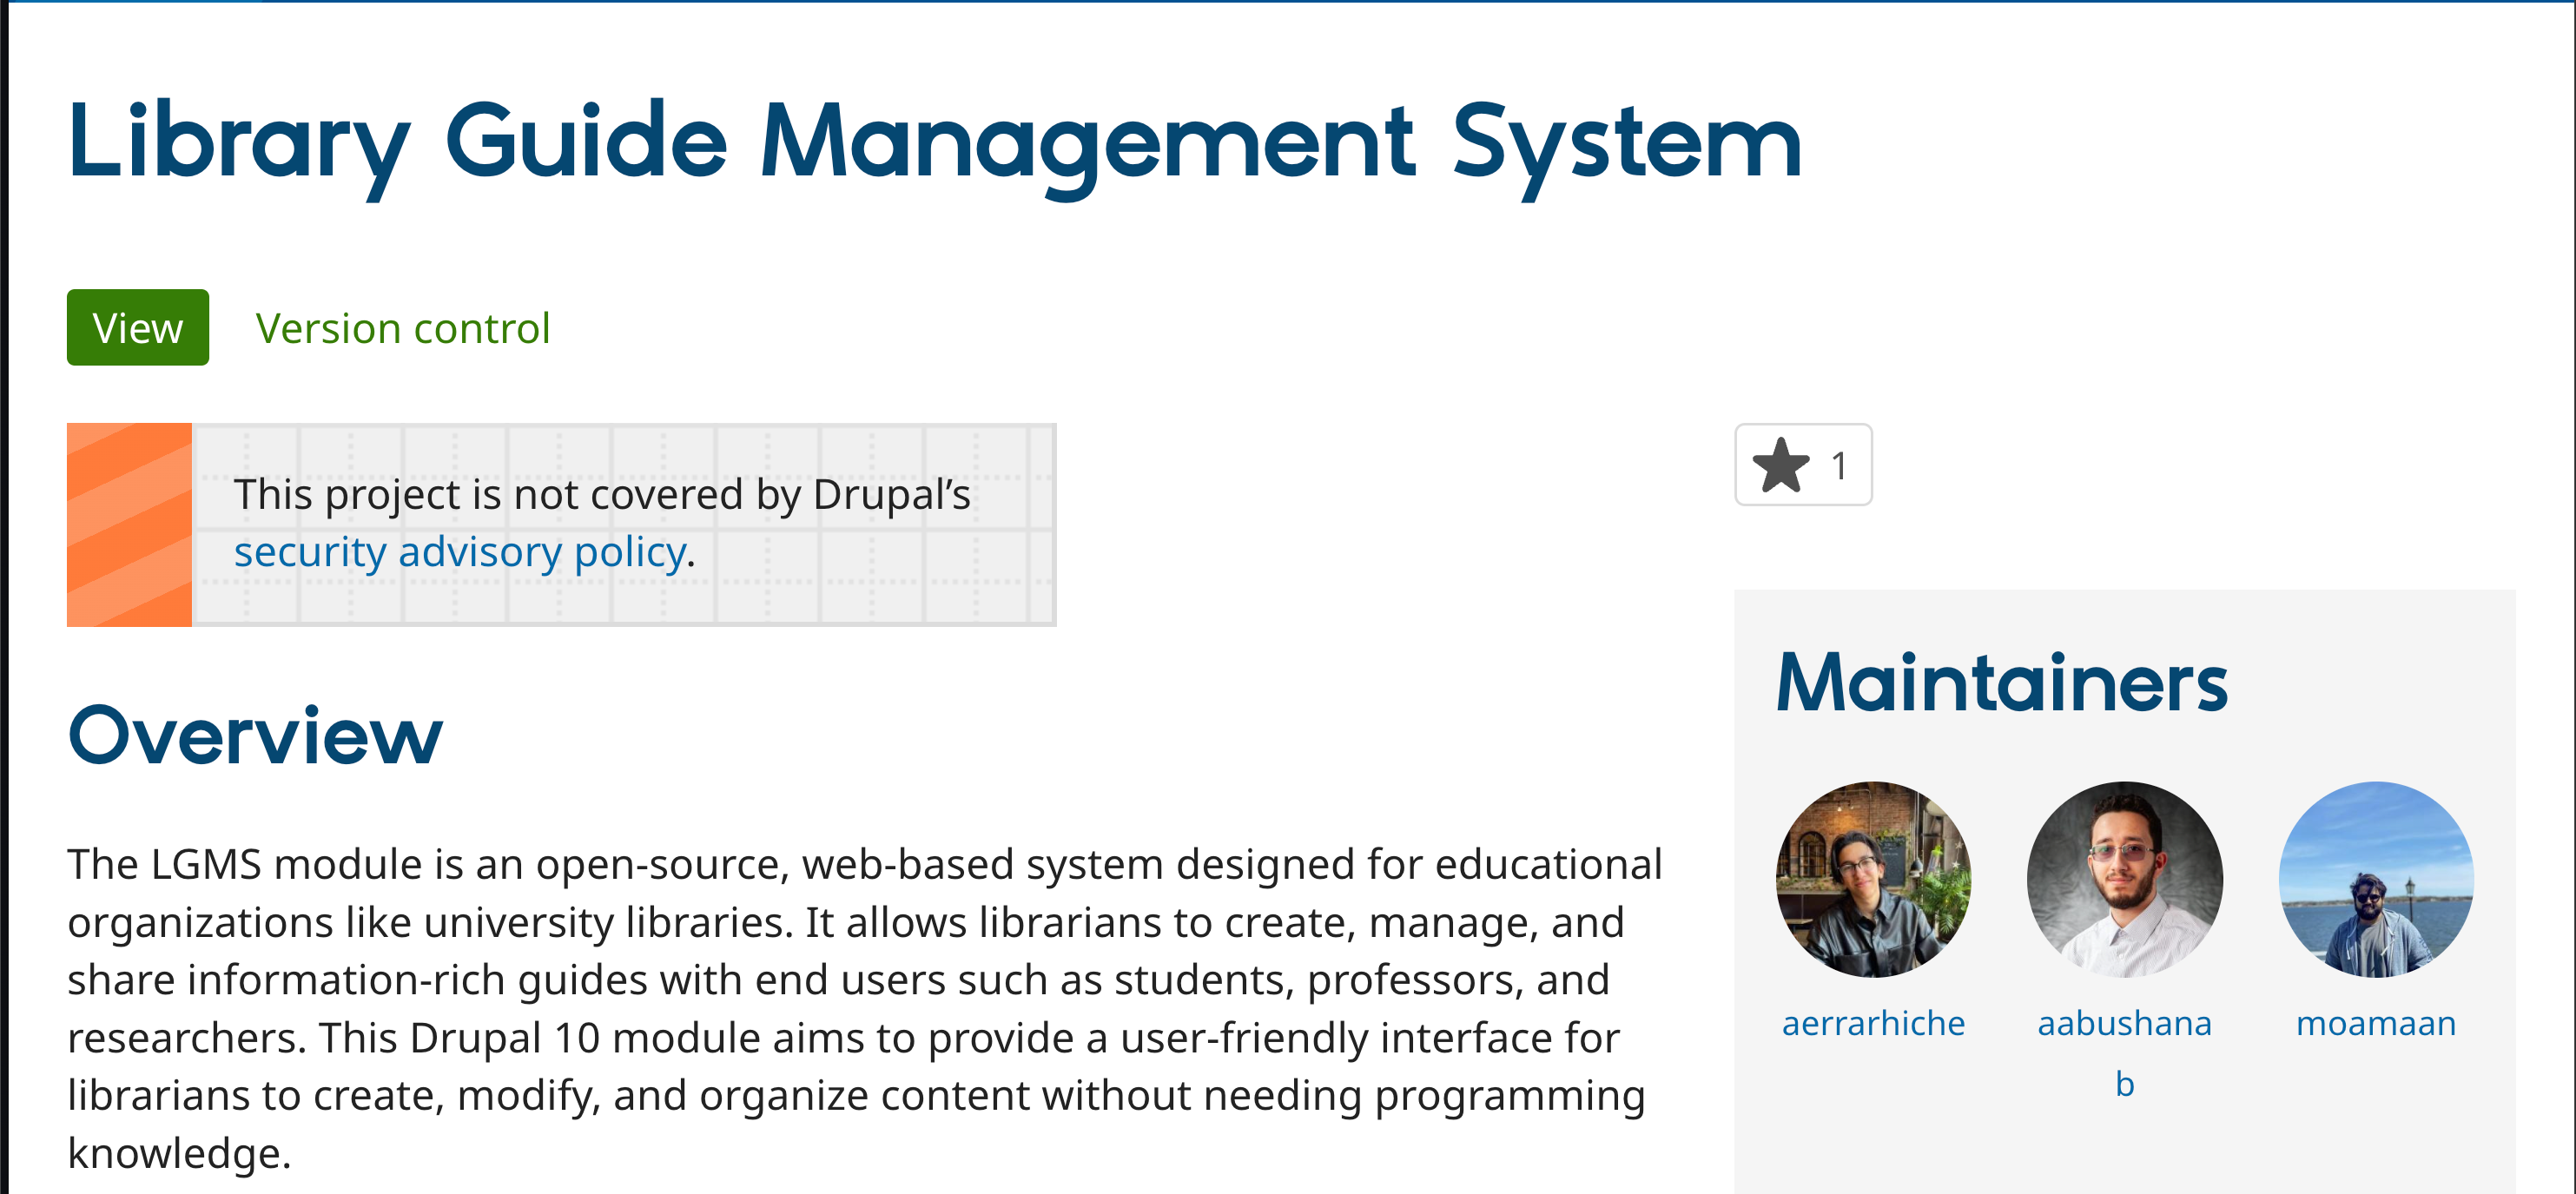 Library Guide Management System
View
Version control
This project is not covered by Drupal’s
security advisory policy.
1
Overview
The LGMS module is an open-source, web-based system designed for educational
organizations like university libraries. It allows librarians to create, manage, and
share information-rich guides with end users such as students, professors, and
researchers. This Drupal 10 module aims to provide a user-friendly interface for
librarians to create, modify, and organize content without needing programming
knowledge.
Maintainers
aerrarhiche
aabushana
b
moamaan